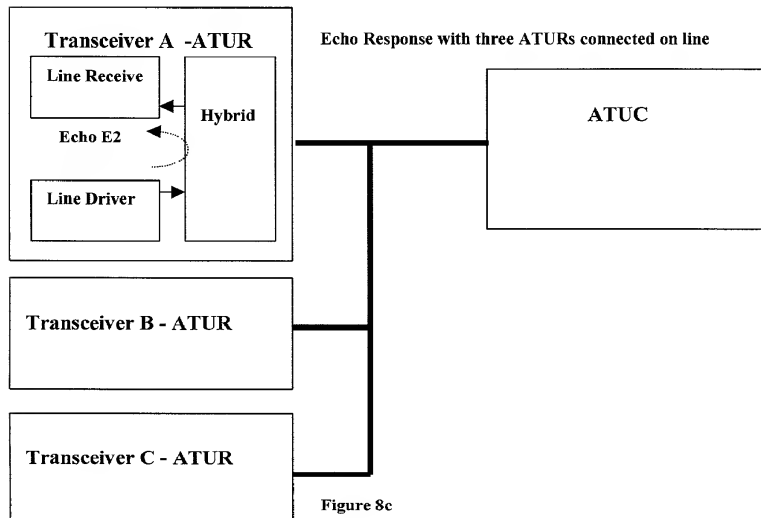 Transceiver A -ATUR
Echo Response with three ATURs connected on line
Line Receive
Hybrid
ATUC
Echo E2
Line Driver
Transceiver B - ATUR
Transceiver C - ATUR
Figure 8c